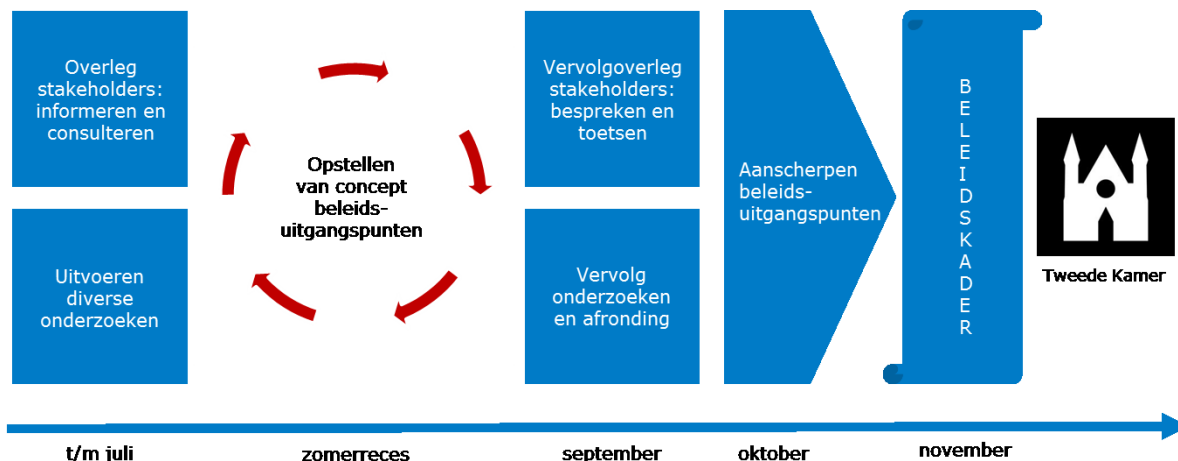 Overleg
stakeholders:
informeren en
consulteren
Uitvoeren
diverse
onderzoeken
Opstellen
van concept
beleids-
uitgangspunten
Vervolgoverleg
stakeholders:
bespreken en
toetsen
Vervolg
onderzoeken
en afronding
Aanscherpen
beleids-
uitgangspunten
B
E
L
E
I
D
S
K
A
D
E
R
Tweede Kamer
t/m juli
zomerreces
september
oktober
november